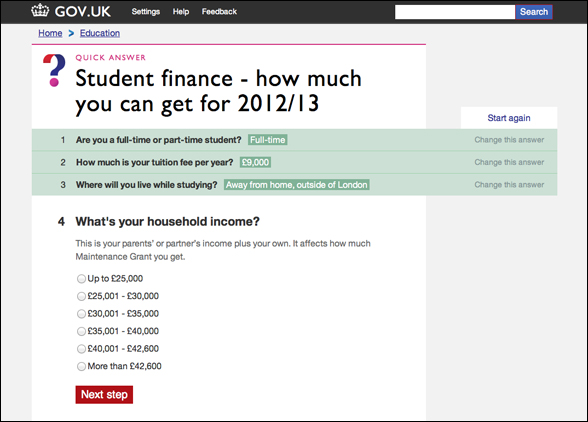 GOV.UK Settings Help Feedback Search
Home Education
?
QUICK ANSWER
Student finance - how much
you can get for 2012/13
Start again
1 Are you a full-time or part-time student? Full-time Change this answer
2 How much is your tuition fee per year? £9,000 Change this answer
3 Where will you live while studying? Away from home, outside of London Change this answer
4 What's your household income?
This is your parents' or partner's income plus your own. It affects how much
Maintenance Grant you get.
Up to £25,000
£25,001 - £30,000
£30,001 - £35,000
£35,001 - £40,000
£40,001 - £42,600
More than £42,600
Next step